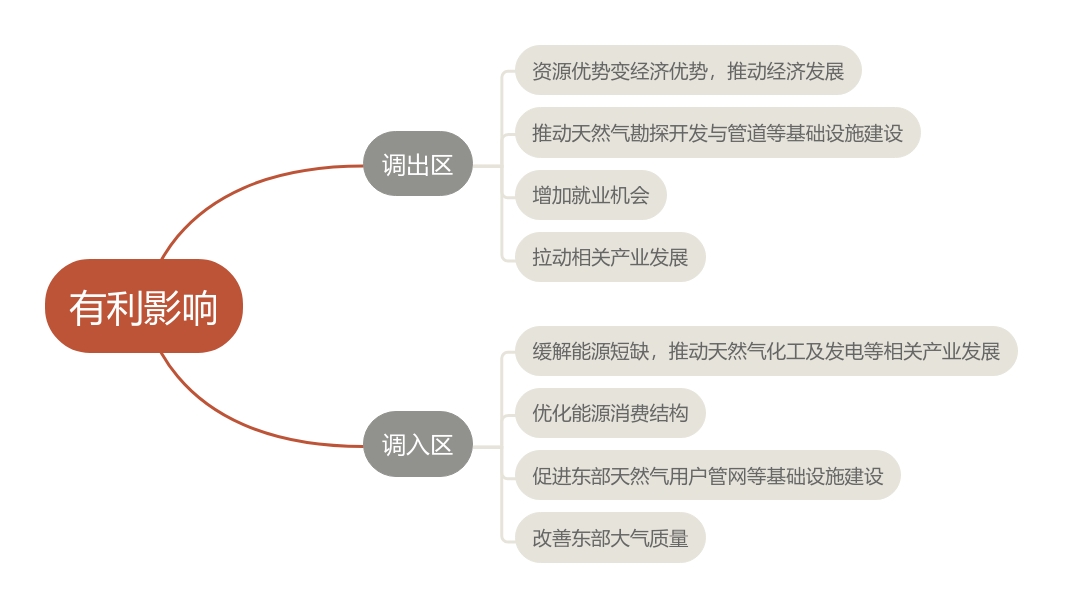 有利影响
调出区
资源优势变经济优势，推动经济发展
推动天然气勘探开发与管道等基础设施建设
增加就业机会
拉动相关产业发展
调入区
缓解能源短缺，推动天然气化工及发电等相关产业发展
优化能源消费结构
促进东部天然气用户管网等基础设施建设
改善东部大气质量